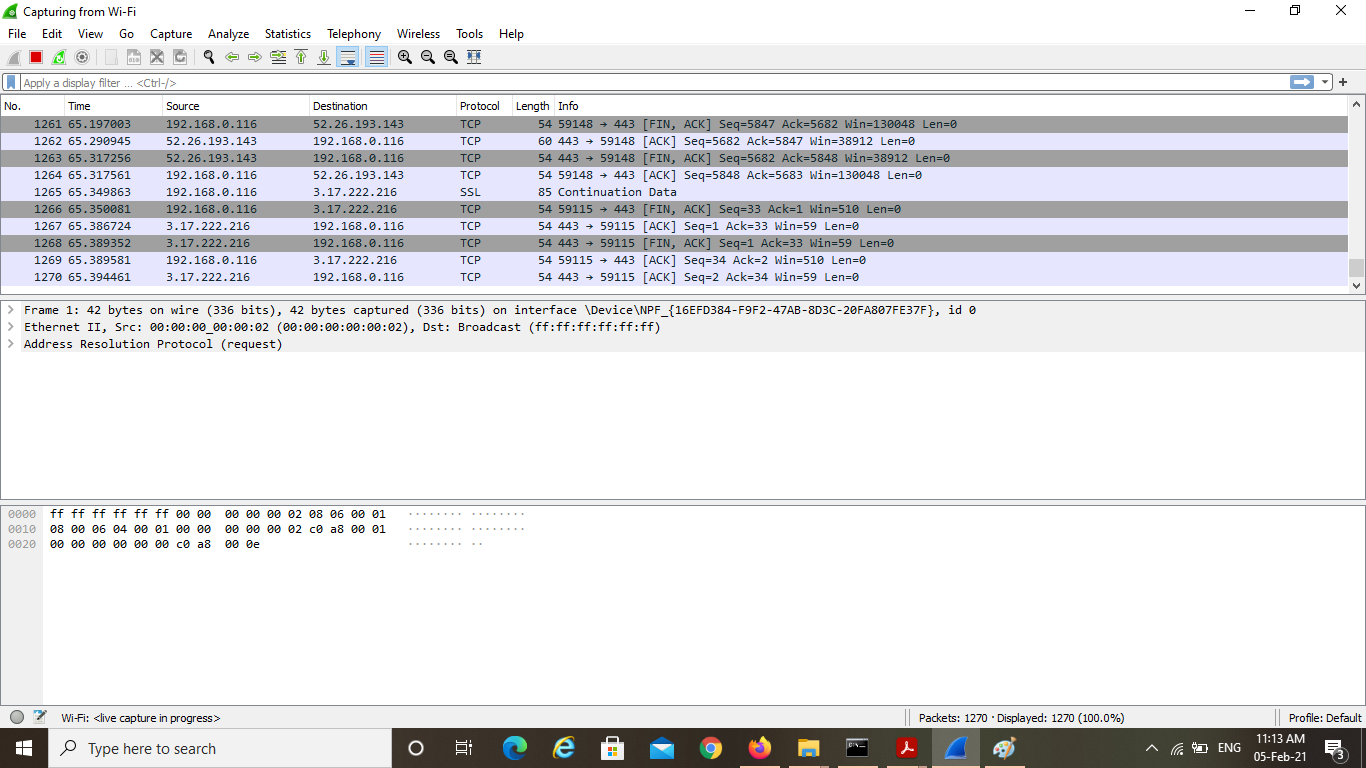 Capturing from Wi-Fi
File Edit View Go Capture Analyze Statistics Telephony Wireless Tools Help
Apply a display filter ... <Ctrl-/>
No. Time Source Destination Protocol Length Info
1261 65.197003 192.168.0.116 52.26.193.143 TCP 54 59148 → 443 [FIN, ACK] Seq=5847 Ack=5682 Win=130048 Len=0
1262 65.290945 52.26.193.143 192.168.0.116 TCP 60 443 → 59148 [ACK] Seq=5682 Ack=5847 Win=38912 Len=0
1263 65.317256 52.26.193.143 192.168.0.116 TCP 54 443 → 59148 [FIN, ACK] Seq=5682 Ack=5848 Win=38912 Len=0
1264 65.317561 192.168.0.116 52.26.193.143 TCP 54 59148 → 443 [ACK] Seq=5848 Ack=5683 Win=130048 Len=0
1265 65.349863 192.168.0.116 3.17.222.216 SSL 85 Continuation Data
1266 65.350081 192.168.0.116 3.17.222.216 TCP 54 59115 → 443 [FIN, ACK] Seq=33 Ack=1 Win=510 Len=0
1267 65.386724 3.17.222.216 192.168.0.116 TCP 54 443 → 59115 [ACK] Seq=1 Ack=33 Win=59 Len=0
1268 65.389352 3.17.222.216 192.168.0.116 TCP 54 443 → 59115 [FIN, ACK] Seq=1 Ack=33 Win=59 Len=0
1269 65.389581 192.168.0.116 3.17.222.216 TCP 54 59115 → 443 [ACK] Seq=34 Ack=2 Win=510 Len=0
1270 65.394461 3.17.222.216 192.168.0.116 TCP 54 443 → 59115 [ACK] Seq=2 Ack=34 Win=59 Len=0
Frame 1: 42 bytes on wire (336 bits), 42 bytes captured (336 bits) on interface \Device\NPF_{16EFD384-F9F2-47AB-8D3C-20FA807FE37F}, id 0
Ethernet II, Src: 00:00:00_00:00:02 (00:00:00:00:00:02), Dst: Broadcast (ff:ff:ff:ff:ff:ff)
Address Resolution Protocol (request)
0000 ff ff ff ff ff ff 00 00 00 00 00 02 08 06 00 01 ········ ········
0010 08 00 06 04 00 01 00 00 00 00 00 02 c0 a8 00 01 ········ ········
0020 00 00 00 00 00 00 c0 a8 00 0e ········ ··
Wi-Fi: <live capture in progress> Packets: 1270 · Displayed: 1270 (100.0%) Profile: Default
Type here to search ENG 11:13 AM
05-Feb-21 3